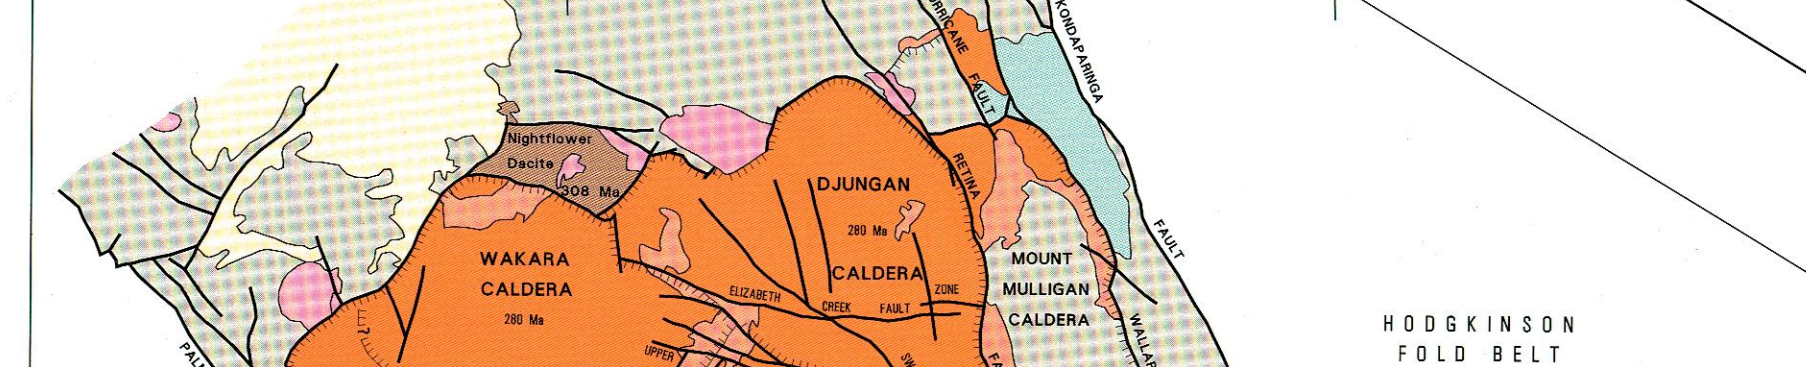 KONDAPARINGA
FAULT
Nightflower
Dacite
308 Ma
RETINA
DJUNGAN
280 Ma
CALDERA
FAULT
WAKARA
CALDERA
280 Ma
MOUNT
MULLIGAN
CALDERA
ELIZABETH CREEK FAULT ZONE
E?
UPPER
HODGKINSON
FOLD BELT